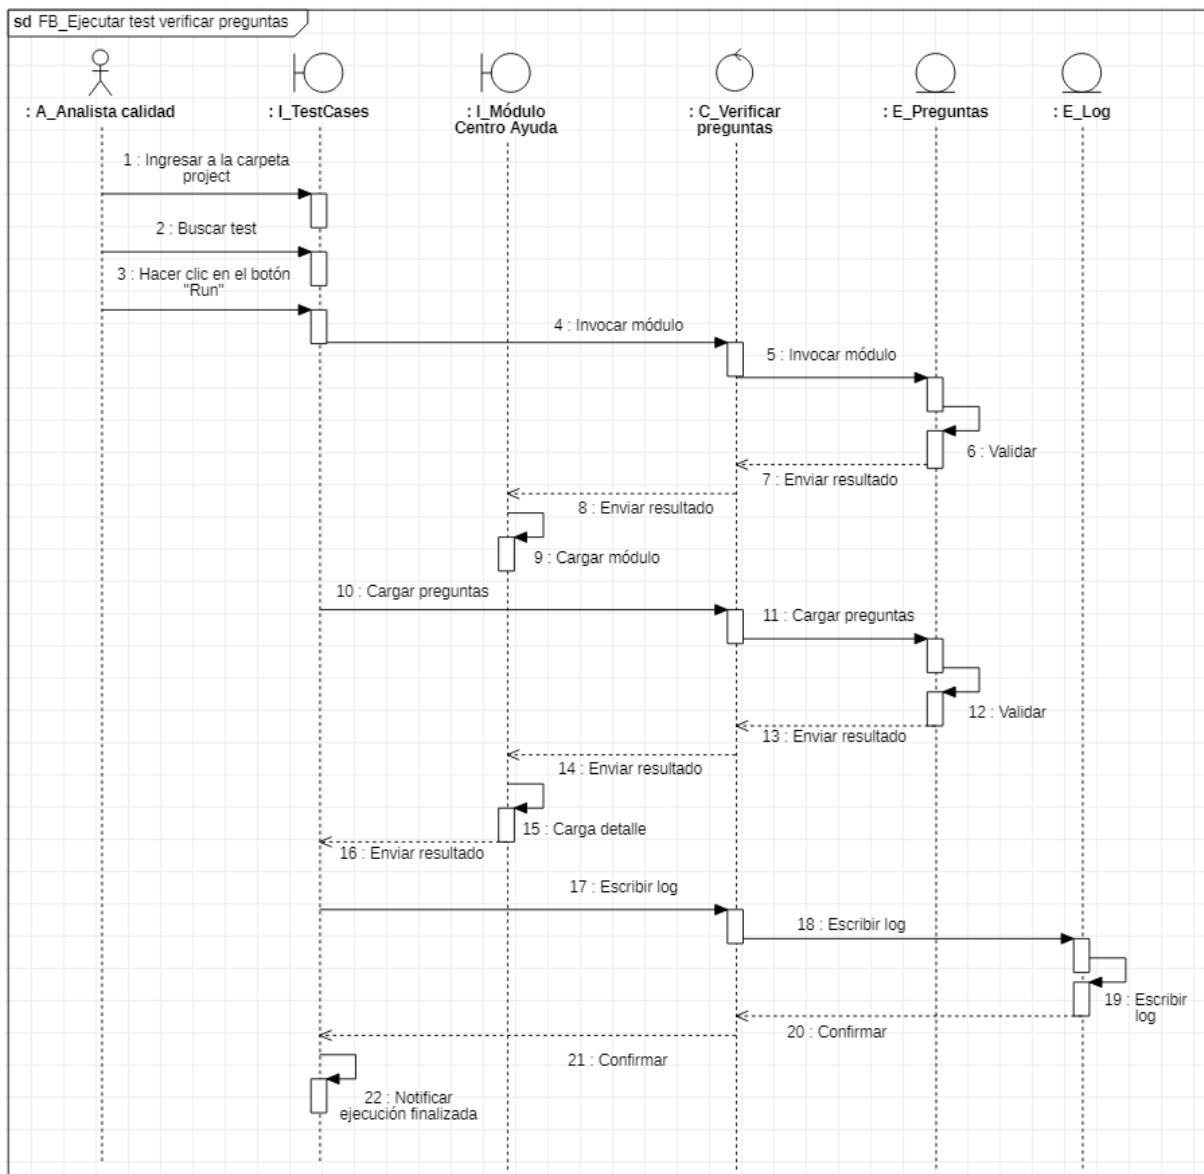 sd FB_Ejecutar test verificar preguntas
: A_Analista calidad
: I_TestCases
: I_Módulo
Centro Ayuda
: C_Verificar
preguntas
: E_Preguntas
: E_Log
1 : Ingresar a la carpeta
project
2 : Buscar test
3 : Hacer clic en el botón
"Run"
4 : Invocar módulo
5 : Invocar módulo
6 : Validar
7 : Enviar resultado
8 : Enviar resultado
9 : Cargar módulo
10 : Cargar preguntas
11 : Cargar preguntas
12 : Validar
13 : Enviar resultado
14 : Enviar resultado
15 : Carga detalle
16 : Enviar resultado
17 : Escribir log
18 : Escribir log
19 : Escribir
log
20 : Confirmar
21 : Confirmar
22 : Notificar
ejecución finalizada